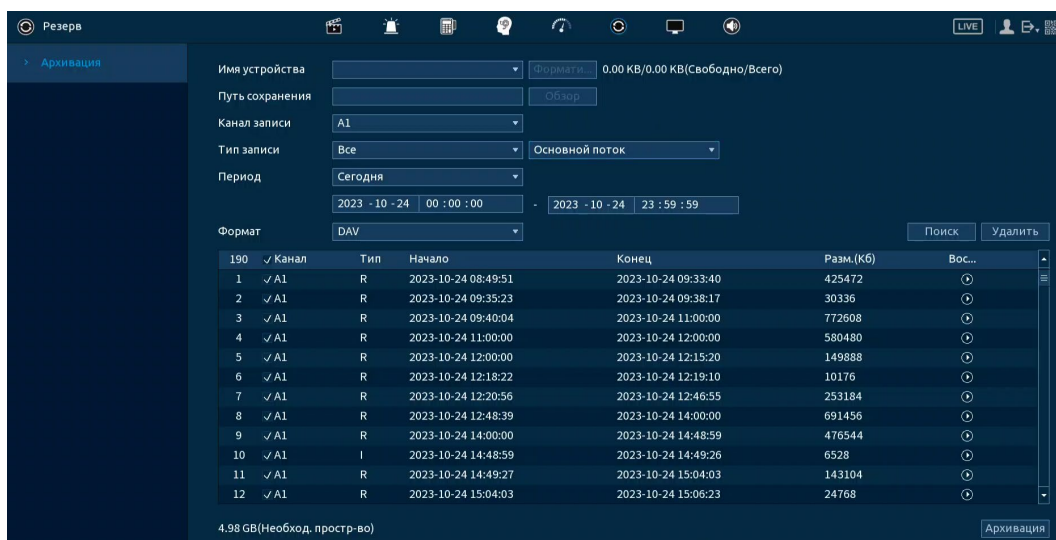 Резерв
LIVE
Архивация
Имя устройства Формати... 0.00 KB/0.00 KB(Свободно/Всего)
Путь сохранения Обзор
Канал записи A1
Тип записи Все Основной поток
Период Сегодня
2023 - 10 - 24 00 : 00 : 00 - 2023 - 10 - 24 23 : 59 : 59
Формат DAV Поиск Удалить
190 Канал Тип Начало Конец Разм.(Кб) Вос...
1 A1 R 2023-10-24 08:49:51 2023-10-24 09:33:40 425472
2 A1 R 2023-10-24 09:35:23 2023-10-24 09:38:17 30336
3 A1 R 2023-10-24 09:40:04 2023-10-24 11:00:00 772608
4 A1 R 2023-10-24 11:00:00 2023-10-24 12:00:00 580480
5 A1 R 2023-10-24 12:00:00 2023-10-24 12:15:20 149888
6 A1 R 2023-10-24 12:18:22 2023-10-24 12:19:10 10176
7 A1 R 2023-10-24 12:20:56 2023-10-24 12:46:55 253184
8 A1 R 2023-10-24 12:48:39 2023-10-24 14:00:00 691456
9 A1 R 2023-10-24 14:00:00 2023-10-24 14:48:59 476544
10 A1 I 2023-10-24 14:48:59 2023-10-24 14:49:26 6528
11 A1 R 2023-10-24 14:49:27 2023-10-24 15:04:03 143104
12 A1 R 2023-10-24 15:04:03 2023-10-24 15:06:23 24768
4.98 GB(Необход. простр-во) Архивация